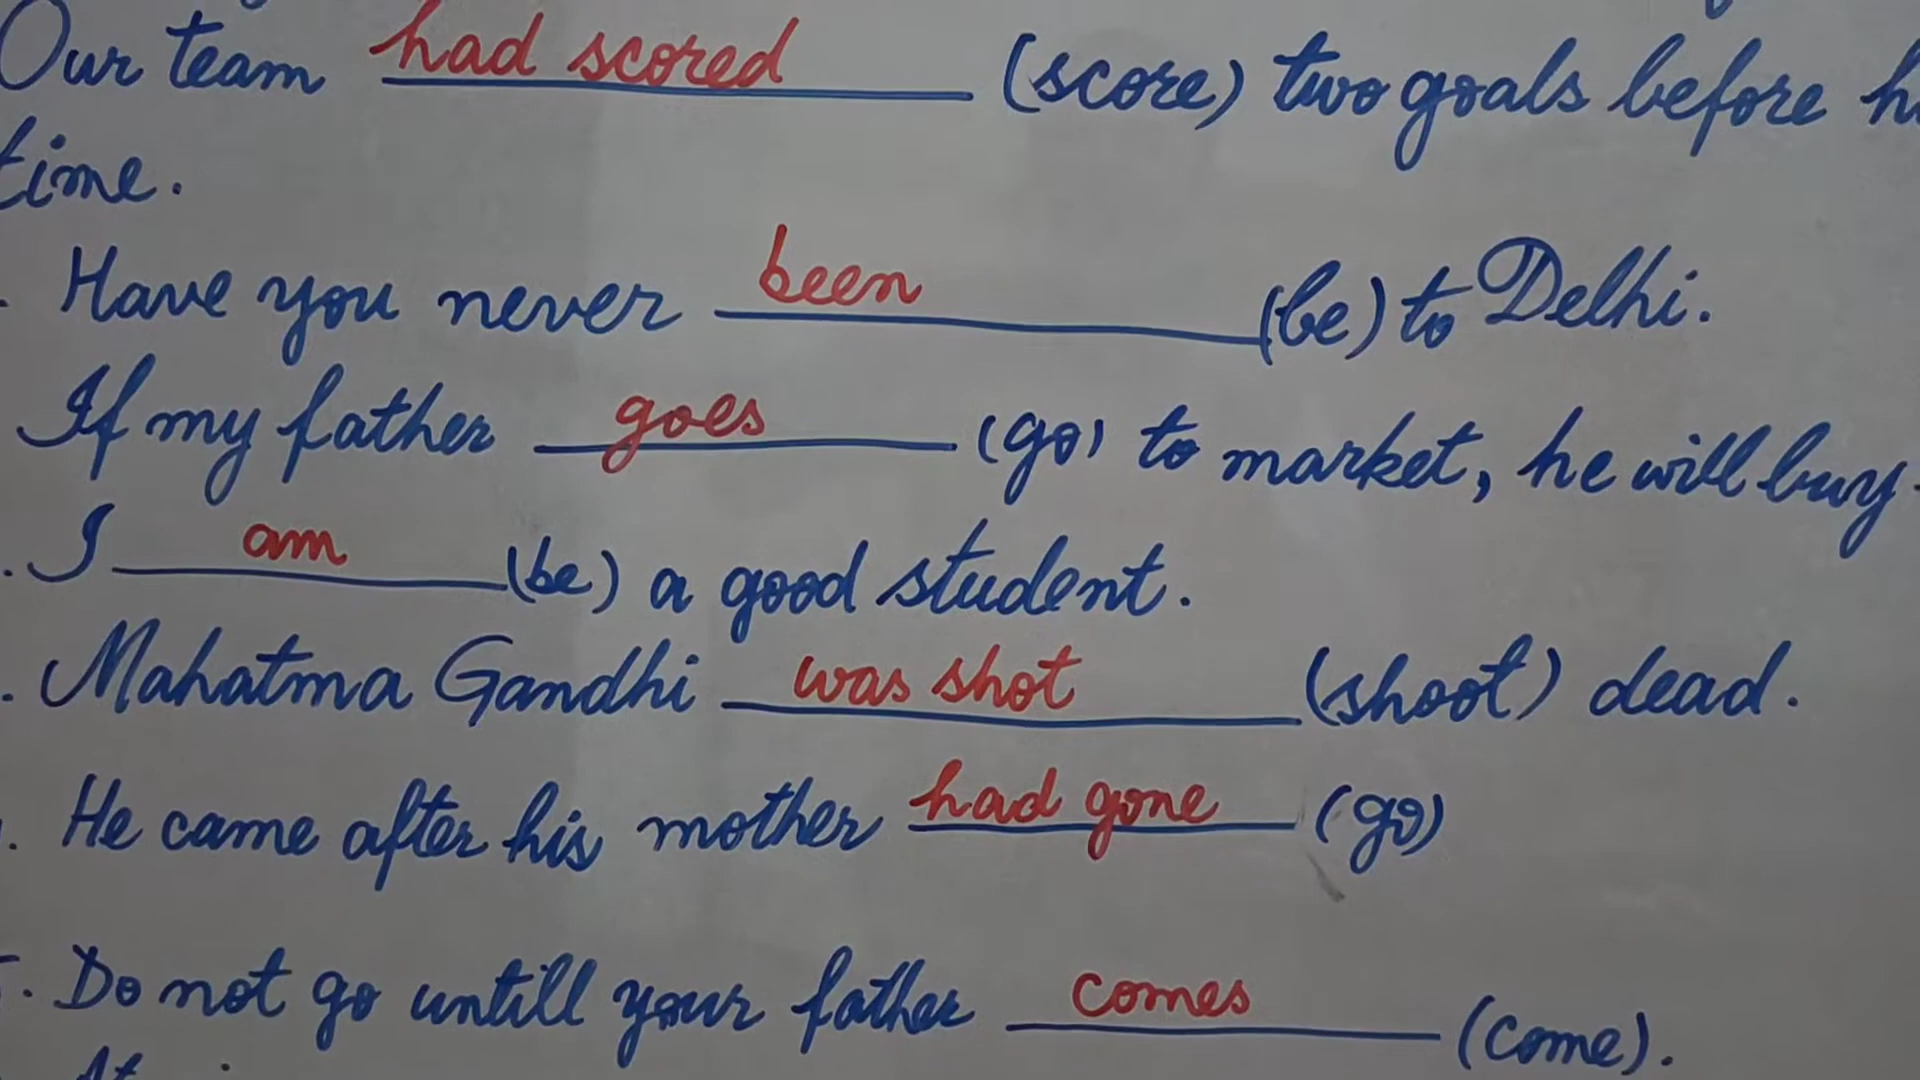 Our team had scored (score) two goals before
time.
Have you never been (be) to Delhi.
If my father goes (go) to market, he will buy
. I am (be) a good student.
. Mahatma Gandhi was shot (shoot) dead.
. He came after his mother had gone (go)
. Do not go untill your father comes (come).